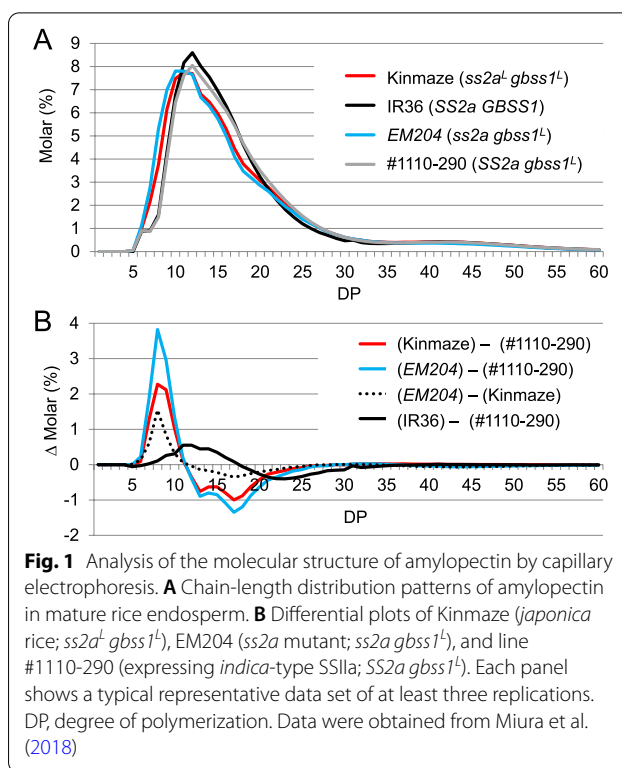 A
9
8
7
6
5
4
3
2
1
0
Molar (%)
Kinmaze (ss2aᴸ gbss1ᴸ)
IR36 (SS2a GBSS1)
EM204 (ss2a gbss1ᴸ)
#1110-290 (SS2a gbss1ᴸ)
5 10 15 20 25 30 35 40 45 50 55 60
DP
B
4
3
2
1
0
-1
-2
Δ Molar (%)
(Kinmaze) – (#1110-290)
(EM204) – (#1110-290)
(EM204) – (Kinmaze)
(IR36) – (#1110-290)
5 10 15 20 25 30 35 40 45 50 55 60
DP
Fig. 1 Analysis of the molecular structure of amylopectin by capillary
electrophoresis. A Chain-length distribution patterns of amylopectin
in mature rice endosperm. B Differential plots of Kinmaze (japonica
rice; ss2aᴸ gbss1ᴸ), EM204 (ss2a mutant; ss2a gbss1ᴸ), and line
#1110-290 (expressing indica-type SSIIa; SS2a gbss1ᴸ). Each panel
shows a typical representative data set of at least three replications.
DP, degree of polymerization. Data were obtained from Miura et al.
(2018)